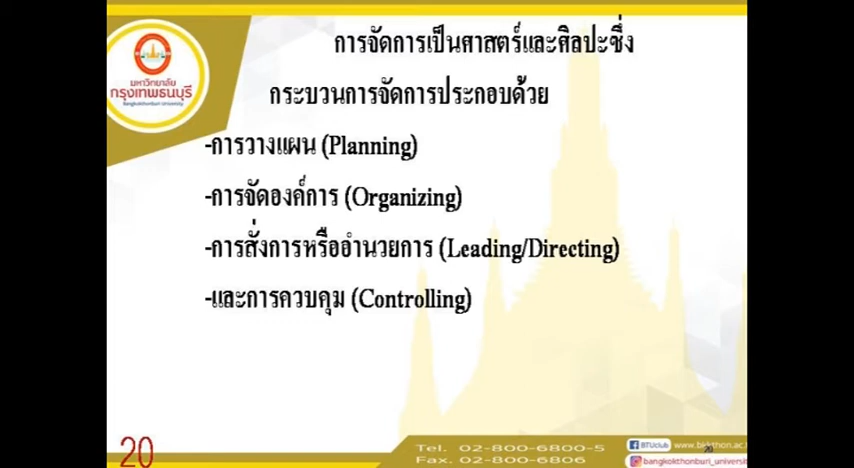 การจัดการเป็นศาสตร์และศิลปะซึ่ง
กระบวนการจัดการประกอบด้วย
-การวางแผน (Planning)
-การจัดองค์การ (Organizing)
-การสั่งการหรืออำนวยการ (Leading/Directing)
-และการควบคุม (Controlling)
มหาวิทยาลัย
กรุงเทพธนบุรี
Bangkokthonburi University
20
Tel. 02-800-6800-5
Fax. 02-800-6806
BTUclub www.bkkthon.ac.
20
bangkokthonburi_universit